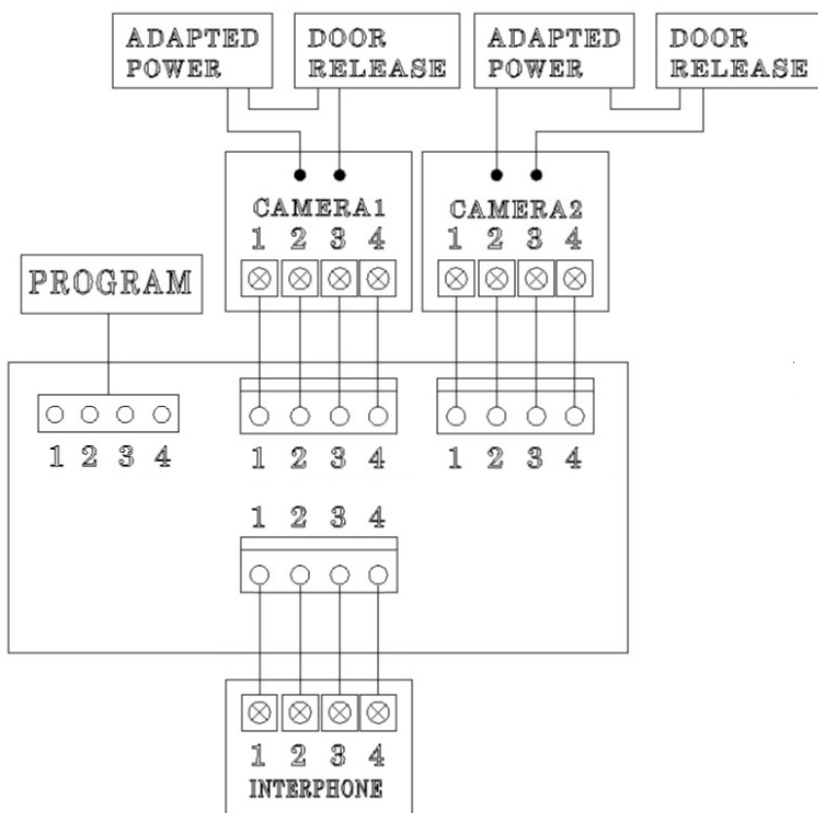 ADAPTED
POWER
DOOR
RELEASE
ADAPTED
POWER
DOOR
RELEASE
CAMERA1
1 2 3 4
CAMERA2
1 2 3 4
PROGRAM
1 2 3 4
1 2 3 4
1 2 3 4
1 2 3 4
1 2 3 4
INTERPHONE